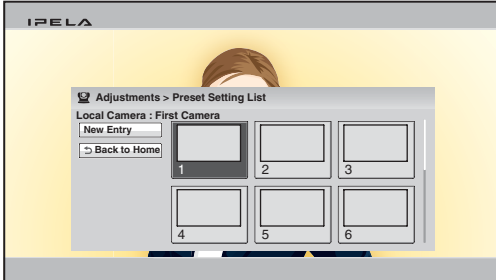 IPELA
Adjustments > Preset Setting List
Local Camera : First Camera
New Entry
Back to Home
1
2
3
4
5
6